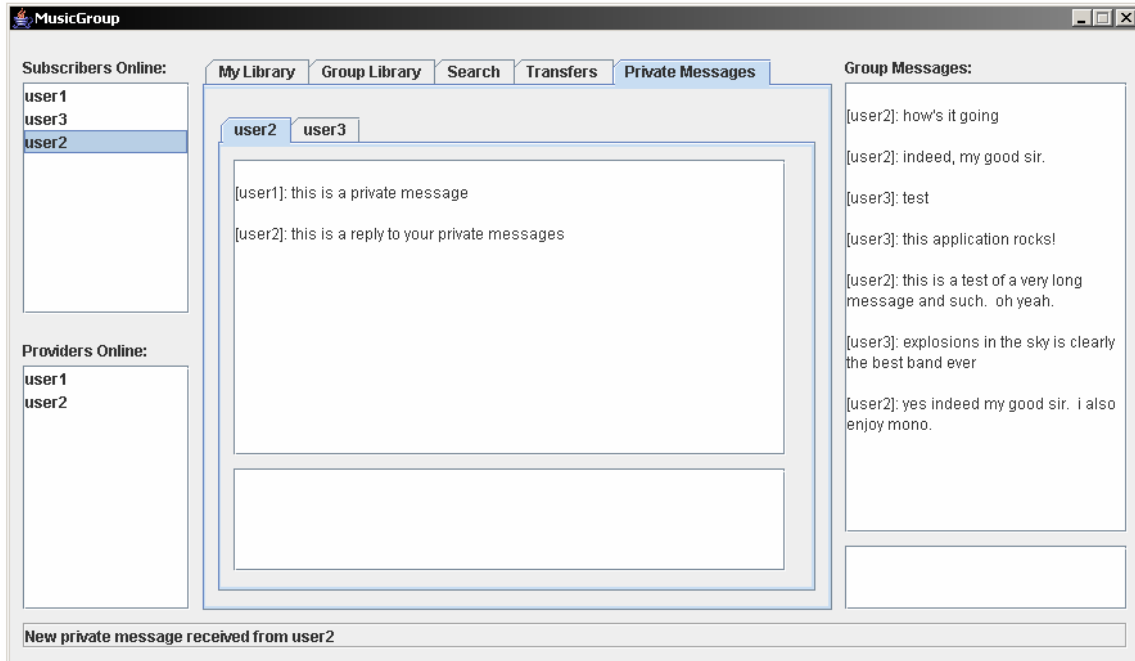 MusicGroup
Subscribers Online:
user1
user3
user2
Providers Online:
user1
user2
My Library
Group Library
Search
Transfers
Private Messages
user2
user3
[user1]: this is a private message
[user2]: this is a reply to your private messages
Group Messages:
[user2]: how's it going
[user2]: indeed, my good sir.
[user3]: test
[user3]: this application rocks!
[user2]: this is a test of a very long
message and such.  oh yeah.
[user3]: explosions in the sky is clearly
the best band ever
[user2]: yes indeed my good sir.  i also
enjoy mono.
New private message received from user2